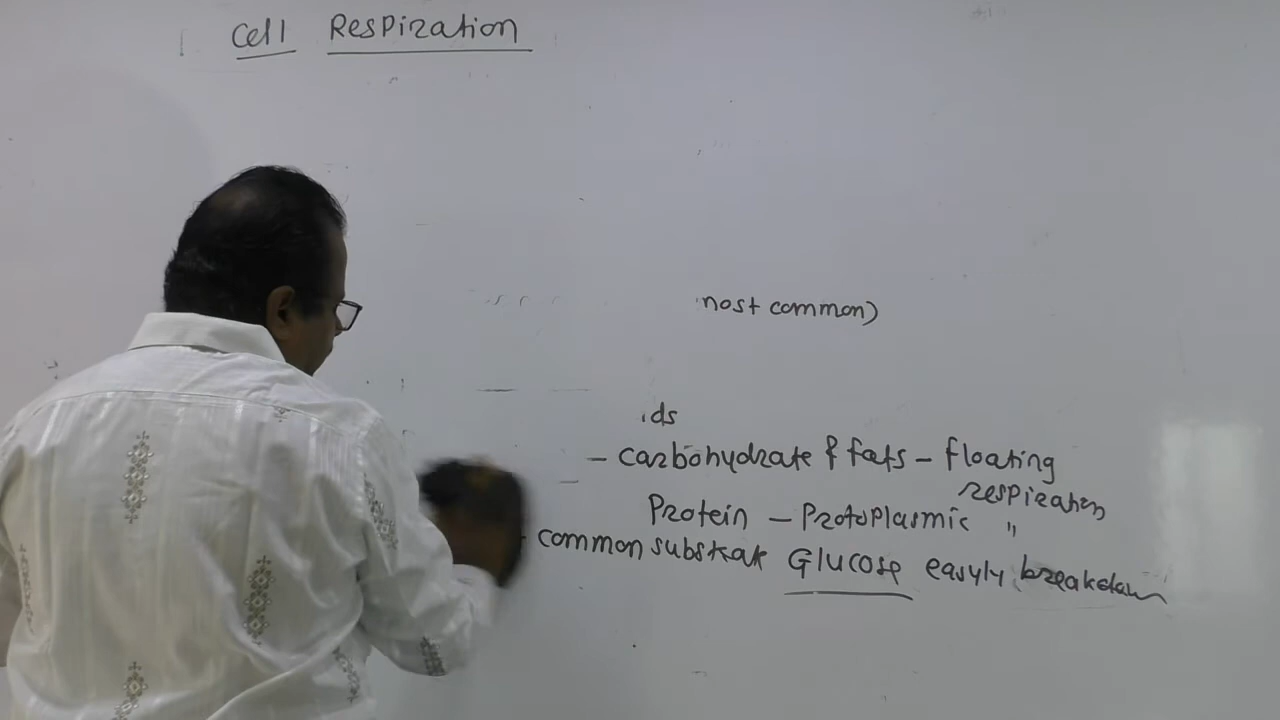 Cell Respiration
most common)
ids
- carbohydrate & fats - floating
respiration
Protein - Protoplasmic "
common substrate Glucose easyly breakdown